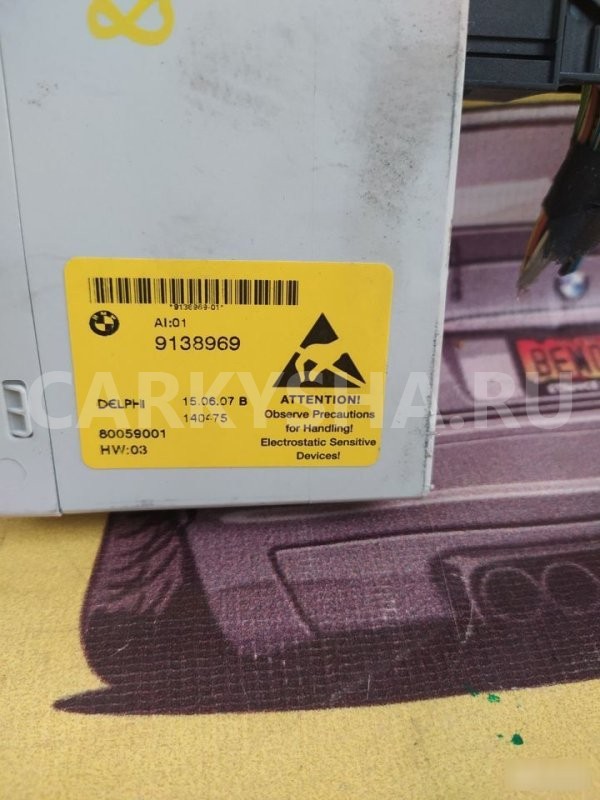 *9138969-01*
AI:01
9138969
DELPHI
15.06.07 B
140475
80059001
HW:03
ATTENTION!
Observe Precautions
for Handling!
Electrostatic Sensitive
Devices!
CARKYSHA.RU